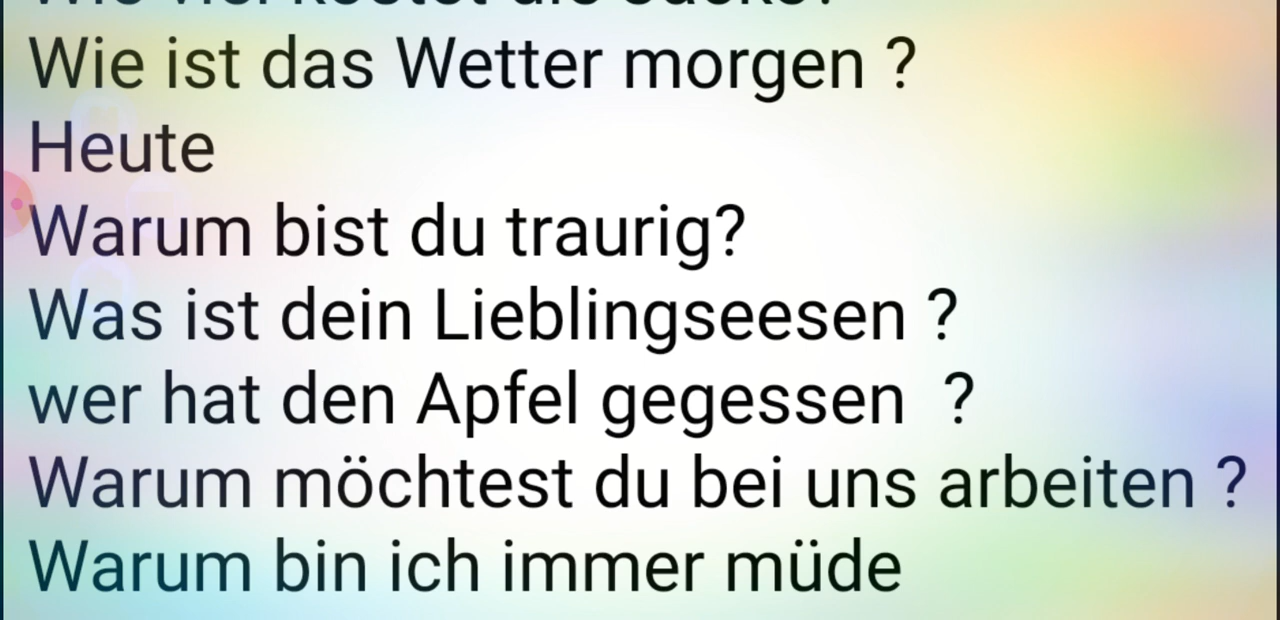 Wie ist das Wetter morgen ?
Heute
Warum bist du traurig?
Was ist dein Lieblingseesen ?
wer hat den Apfel gegessen  ?
Warum möchtest du bei uns arbeiten ?
Warum bin ich immer müde